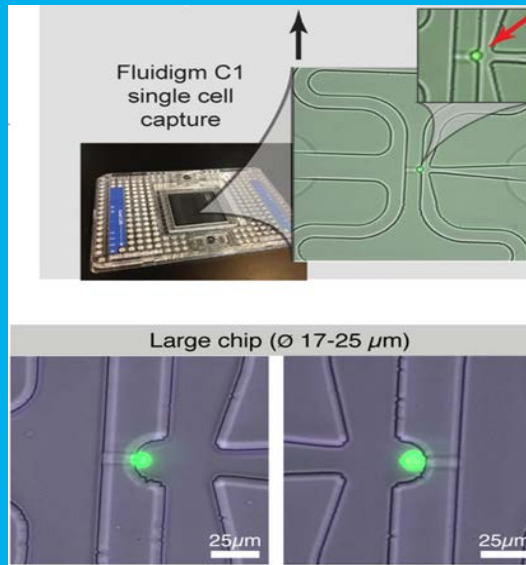 Fluidigm C1
single cell
capture
Large chip (Ø 17-25 µm)
25µm
25µm